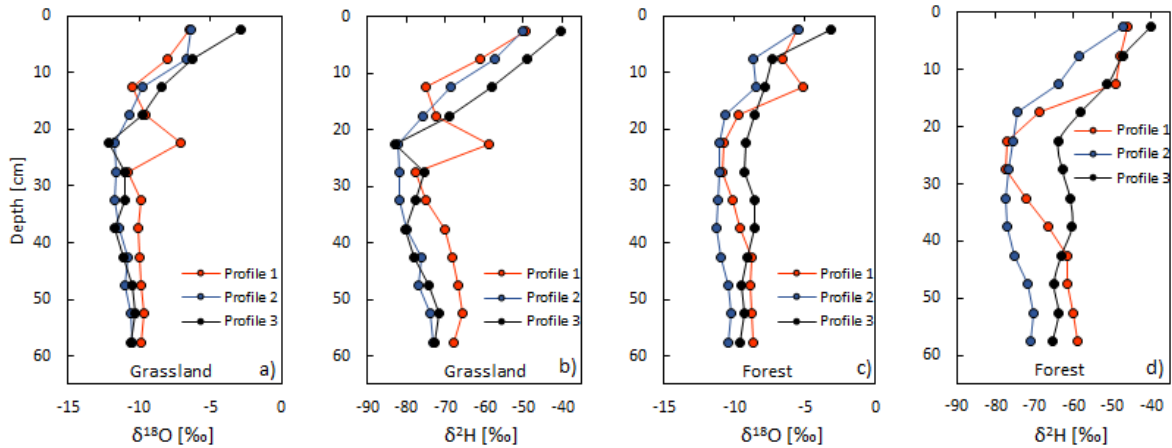 0
10
20
30
40
50
60
Depth [cm]
Profile 1
Profile 2
Profile 3
a)
Grassland
-15
-10
-5
0
δ18O [‰]
0
10
20
30
40
50
60
Profile 1
Profile 2
Profile 3
b)
Grassland
-90
-80
-70
-60
-50
-40
δ2H [‰]
0
10
20
30
40
50
60
Profile 1
Profile 2
Profile 3
c)
Forest
-15
-10
-5
0
δ18O [‰]
0
10
20
30
40
50
60
Profile 1
Profile 2
Profile 3
d)
Forest
-90
-80
-70
-60
-50
-40
δ2H [‰]